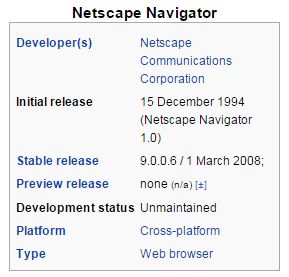 Netscape Navigator
Developer(s) Netscape
Communications
Corporation
Initial release 15 December 1994
(Netscape Navigator
1.0)
Stable release 9.0.0.6 / 1 March 2008;
Preview release none (n/a) [±]
Development status Unmaintained
Platform Cross-platform
Type Web browser